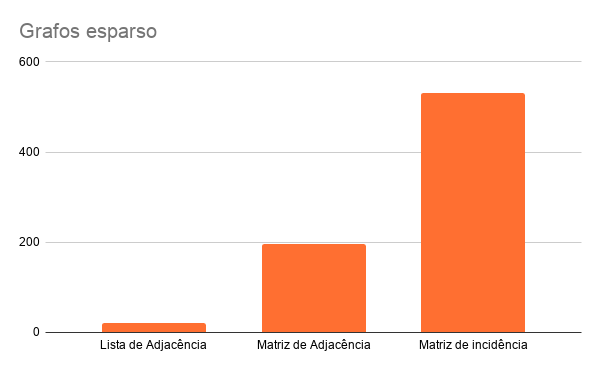 Grafos esparso
600
400
200
0
Lista de Adjacência
Matriz de Adjacência
Matriz de incidência